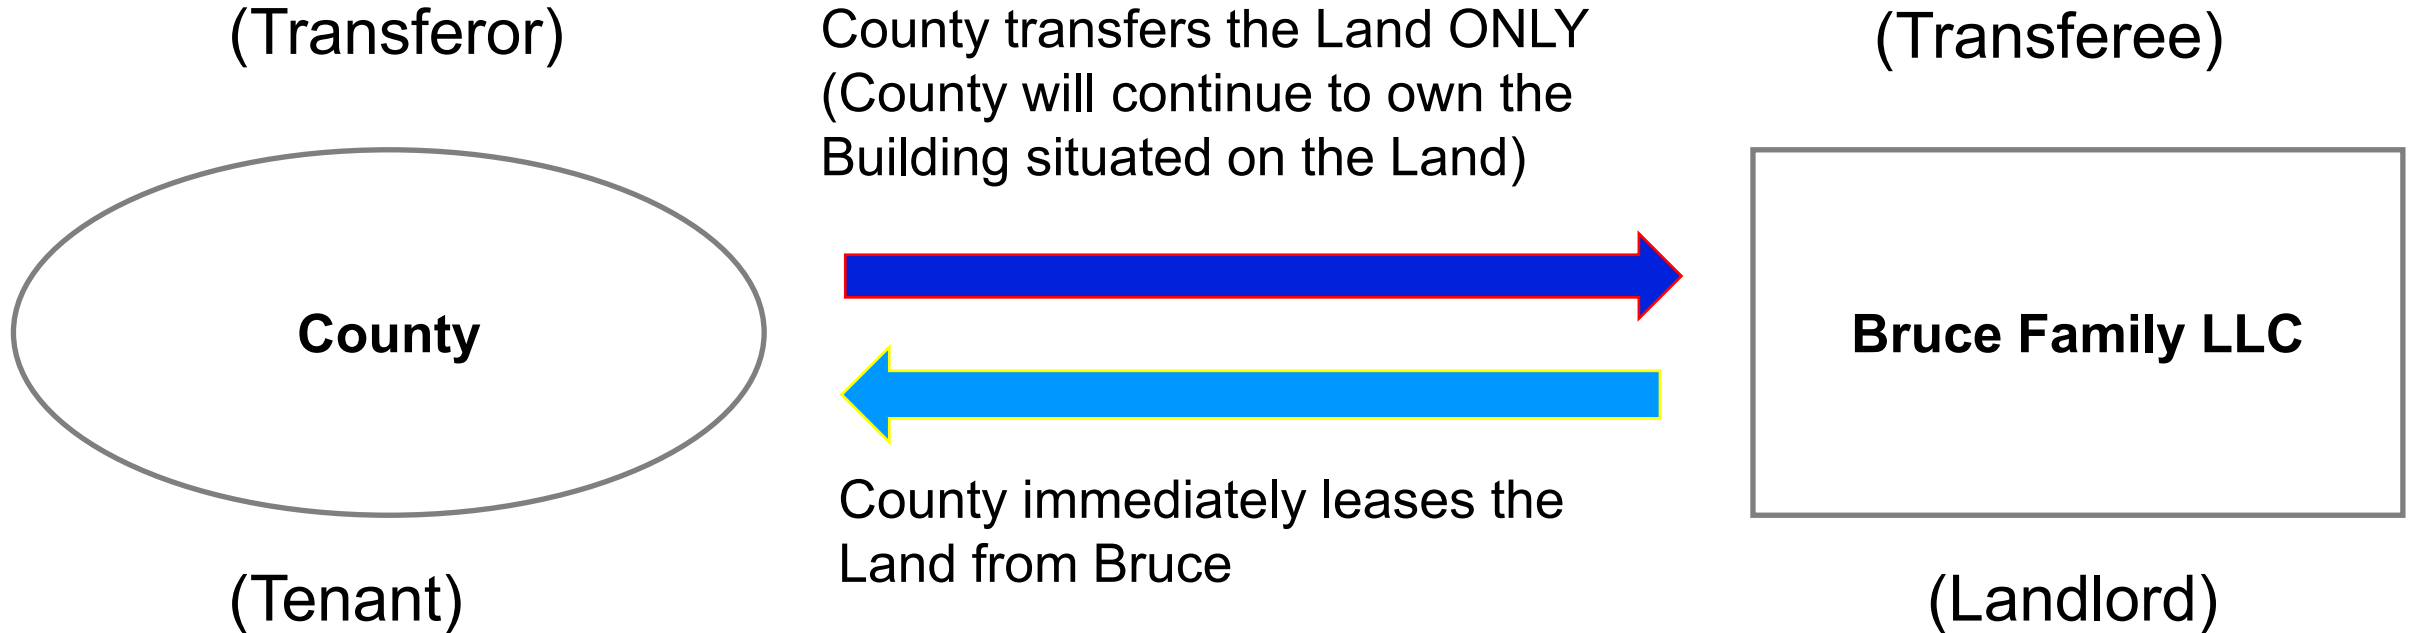 (Transferor)
County transfers the Land ONLY
(County will continue to own the
Building situated on the Land)
(Transferee)
County
Bruce Family LLC
County immediately leases the
Land from Bruce
(Tenant)
(Landlord)